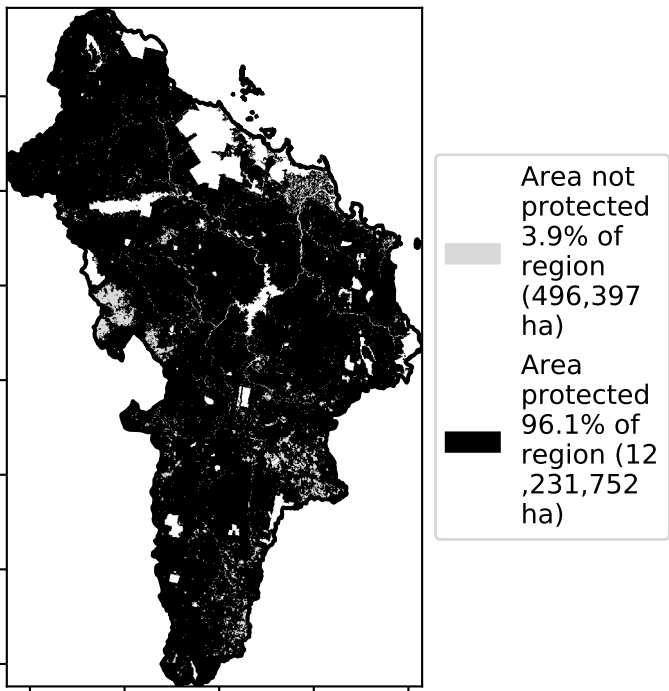 Area not
protected
3.9% of
region
(496,397
ha)
Area
protected
96.1% of
region (12
,231,752
ha)